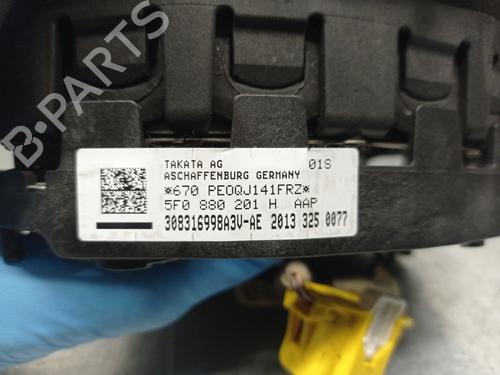 B-PARTS
TAKATA AG 01S
ASCHAFFENBURG GERMANY
*670 PEOQJ141FRZ*
5F0 880 201 H AAP
308316998A3V-AE 2013 325 0077